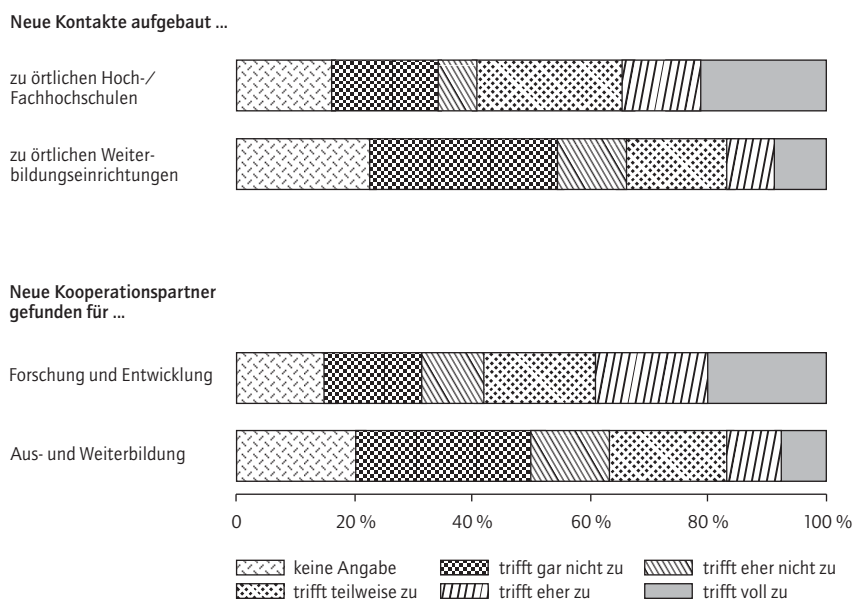 Neue Kontakte aufgebaut ...
zu örtlichen Hoch-/
Fachhochschulen
zu örtlichen Weiter-
bildungseinrichtungen
Neue Kooperationspartner
gefunden für ...
Forschung und Entwicklung
Aus- und Weiterbildung
0 20 % 40 % 60 % 80 % 100 %
keine Angabe trifft gar nicht zu trifft eher nicht zu
trifft teilweise zu trifft eher zu trifft voll zu